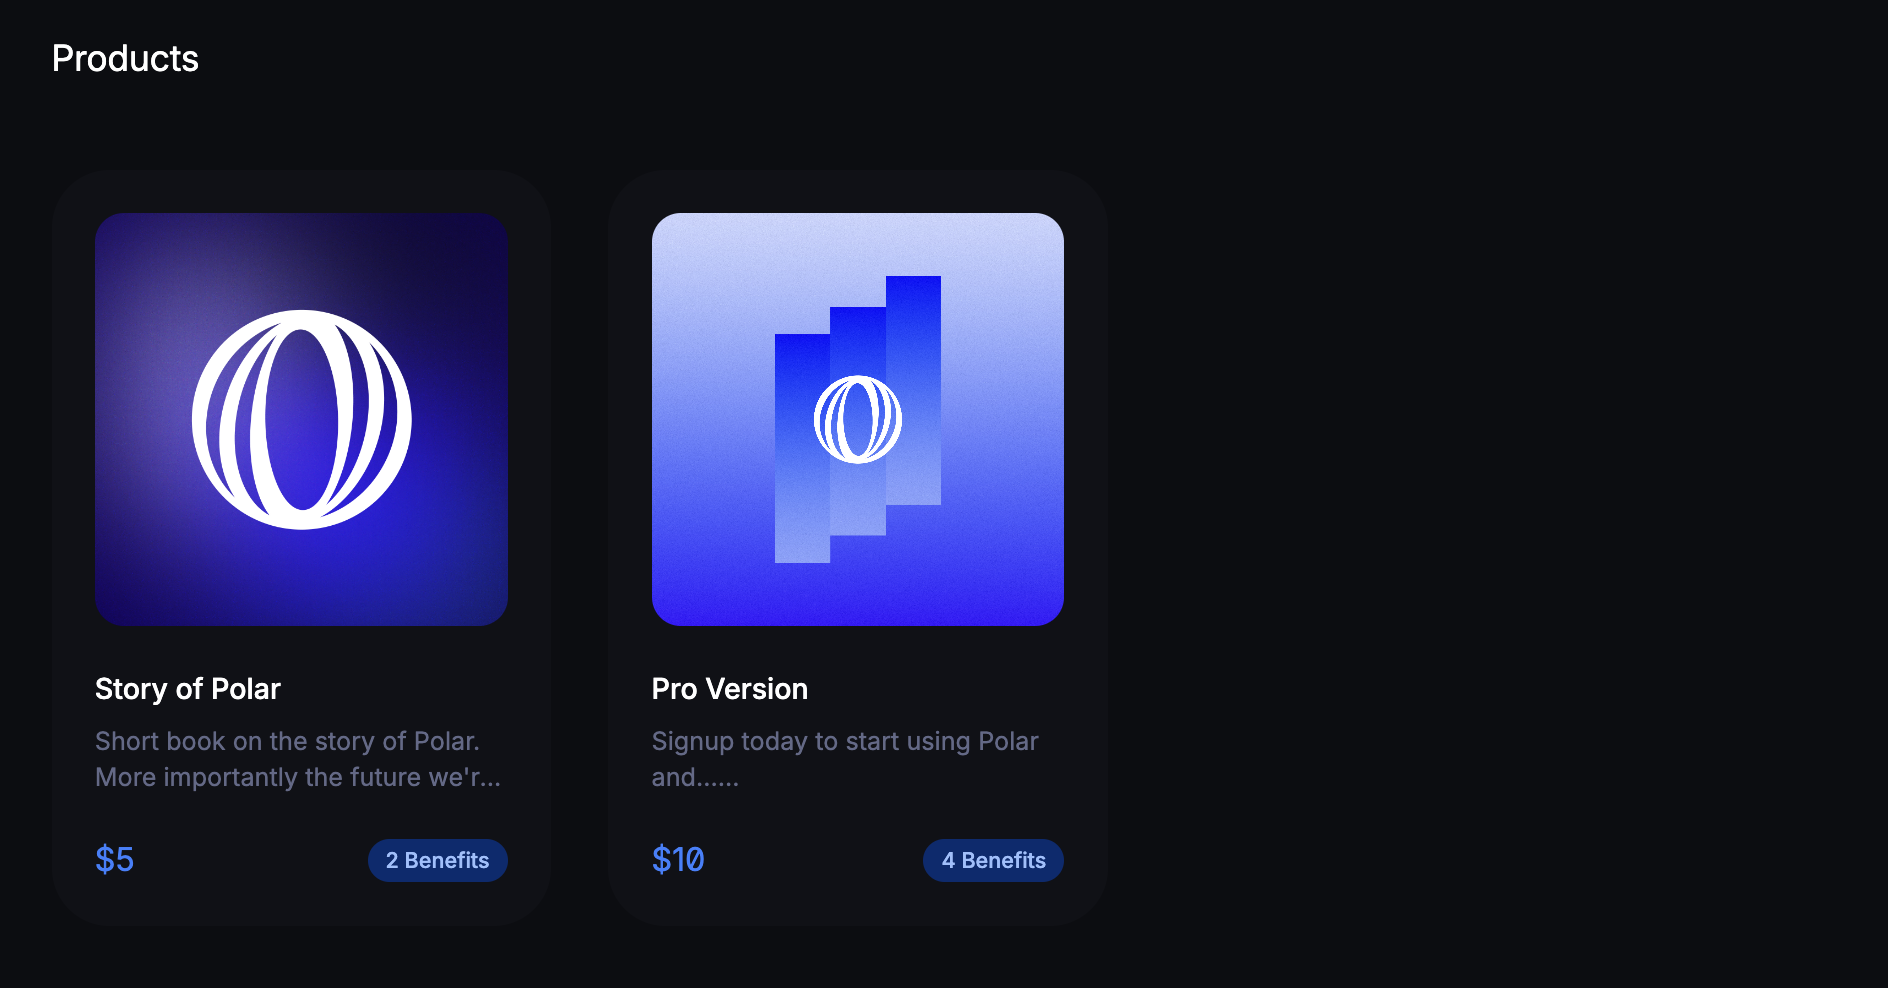 Products
Story of Polar
Short book on the story of Polar.
More importantly the future we'r...
$5
2 Benefits
Pro Version
Signup today to start using Polar
and......
$10
4 Benefits